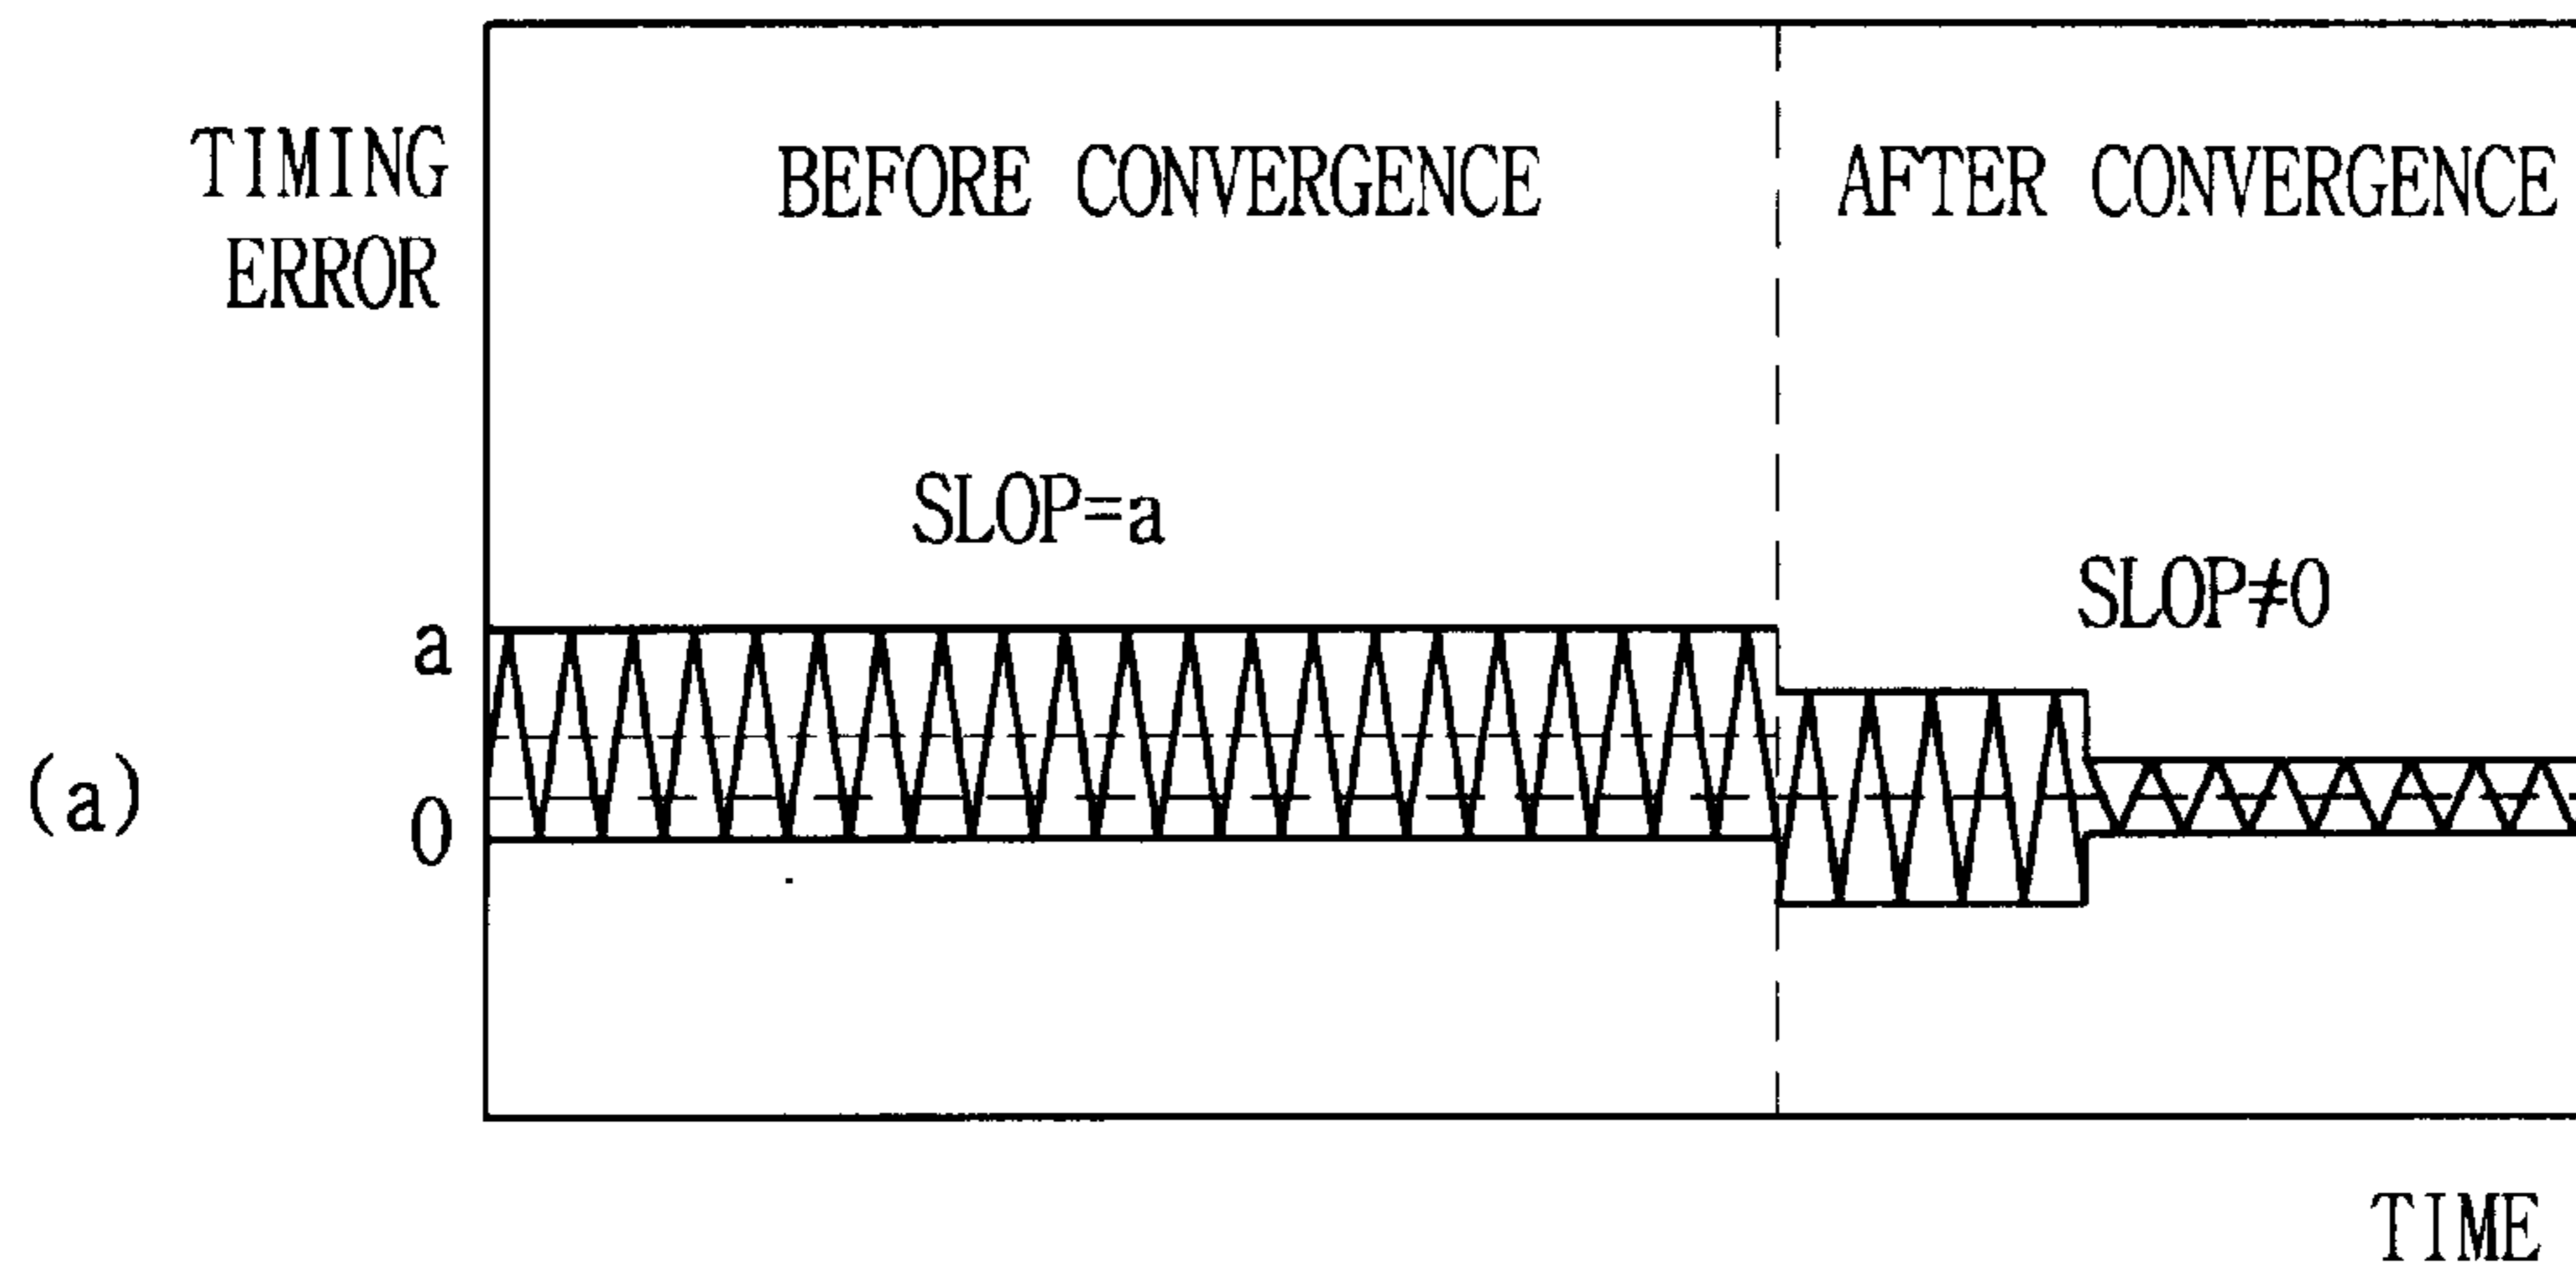 TIMING
ERROR
BEFORE CONVERGENCE
AFTER CONVERGENCE
SLOP=a
SLOP≠0
a
(a)
0
TIME